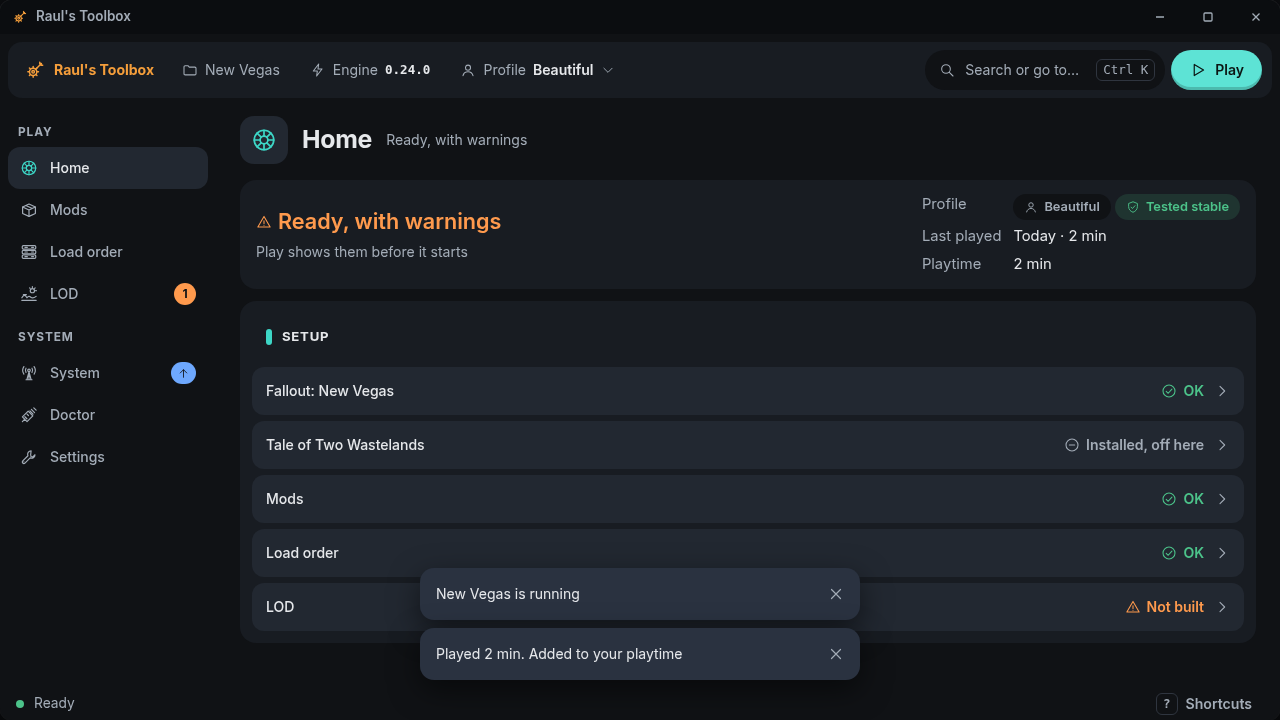 Raul's Toolbox
Raul's Toolbox
New Vegas
Engine 0.24.0
Profile Beautiful
Search or go to...
Ctrl K
Play
PLAY
Home
Mods
Load order
LOD
1
SYSTEM
System
Doctor
Settings
Home
Ready, with warnings
Ready, with warnings
Play shows them before it starts
Profile
Beautiful
Tested stable
Last played
Today · 2 min
Playtime
2 min
SETUP
Fallout: New Vegas
OK
Tale of Two Wastelands
Installed, off here
Mods
OK
Load order
OK
LOD
Not built
New Vegas is running
Played 2 min. Added to your playtime
Ready
?
Shortcuts